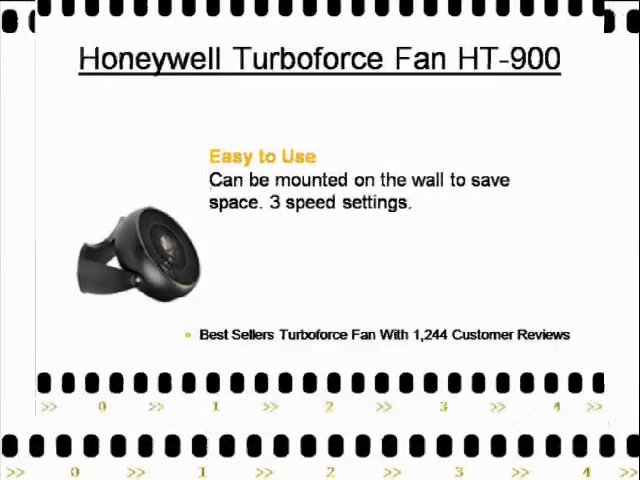 Honeywell Turboforce Fan HT-900
Easy to Use
Can be mounted on the wall to save
space. 3 speed settings.
» Best Sellers Turboforce Fan With 1,244 Customer Reviews
>> 0 >> 1 >> 2 >> 3 >> 4 >>
>> 0 >> 1 >> 2 >> 3 >> 4 >>